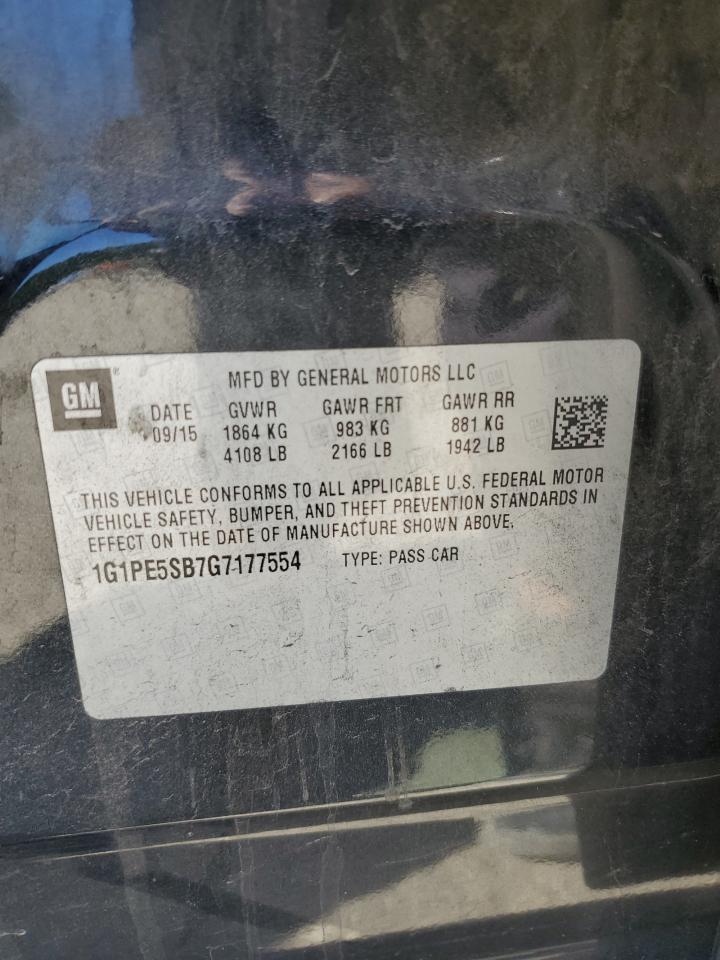 GM®
MFD BY GENERAL MOTORS LLC
DATE GVWR GAWR FRT GAWR RR
09/15 1864 KG 983 KG 881 KG
4108 LB 2166 LB 1942 LB
THIS VEHICLE CONFORMS TO ALL APPLICABLE U.S. FEDERAL MOTOR
VEHICLE SAFETY, BUMPER, AND THEFT PREVENTION STANDARDS IN
EFFECT ON THE DATE OF MANUFACTURE SHOWN ABOVE.
1G1PE5SB7G7177554 TYPE: PASS CAR